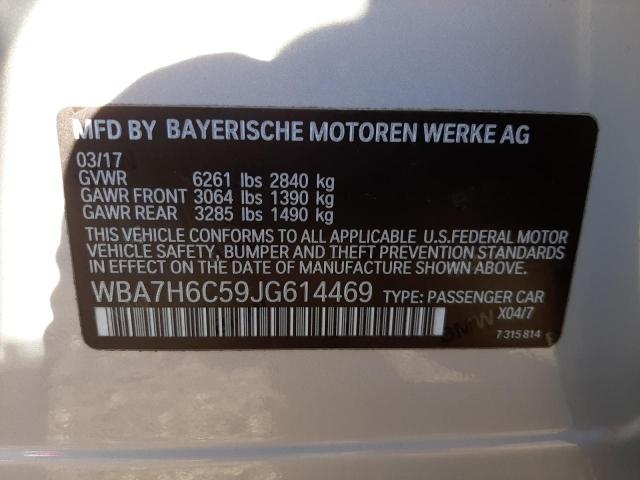 MFD BY BAYERISCHE MOTOREN WERKE AG
03/17
GVWR 6261 lbs 2840 kg
GAWR FRONT 3064 lbs 1390 kg
GAWR REAR 3285 lbs 1490 kg
THIS VEHICLE CONFORMS TO ALL APPLICABLE U.S.FEDERAL MOTOR
VEHICLE SAFETY, BUMPER, AND THEFT PREVENTION STANDARDS
IN EFFECT ON THE DATE OF MANUFACTURE SHOWN ABOVE.
WBA7H6C59JG614469 TYPE: PASSENGER CAR
X04/7
BMW
7 315 814